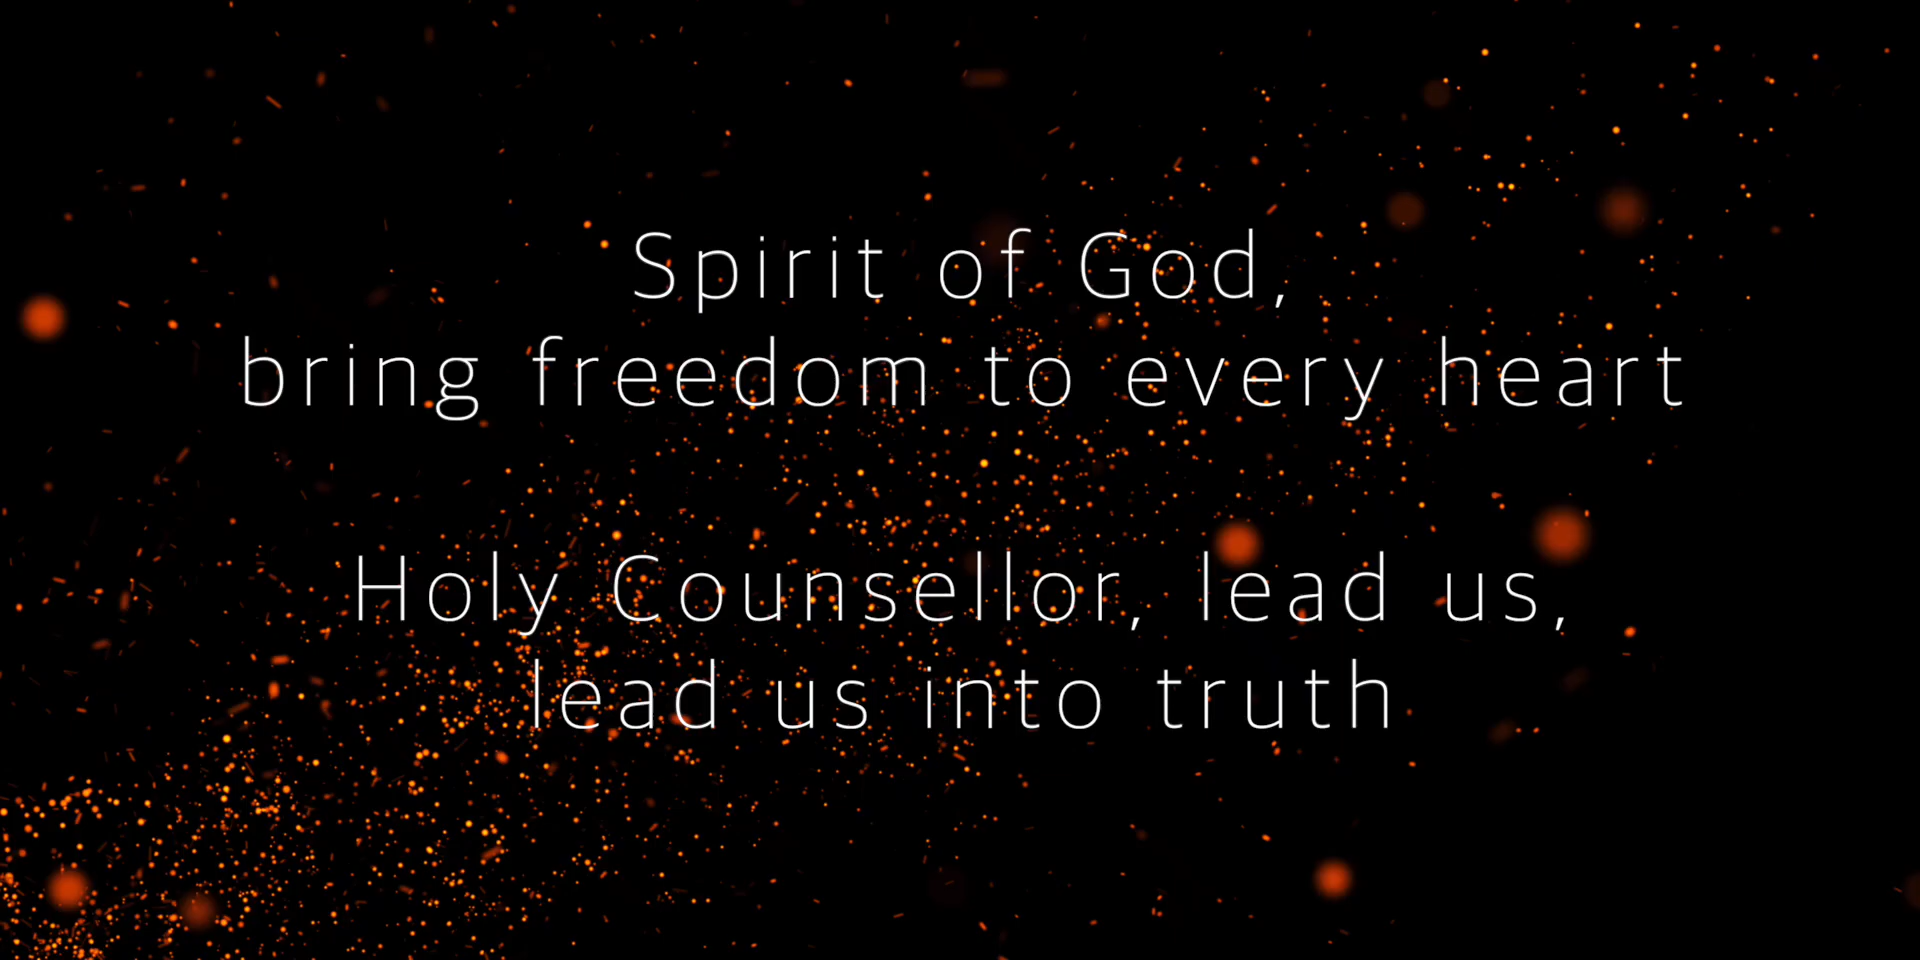 Spirit of God,
bring freedom to every heart
Holy Counsellor, lead us,
lead us into truth